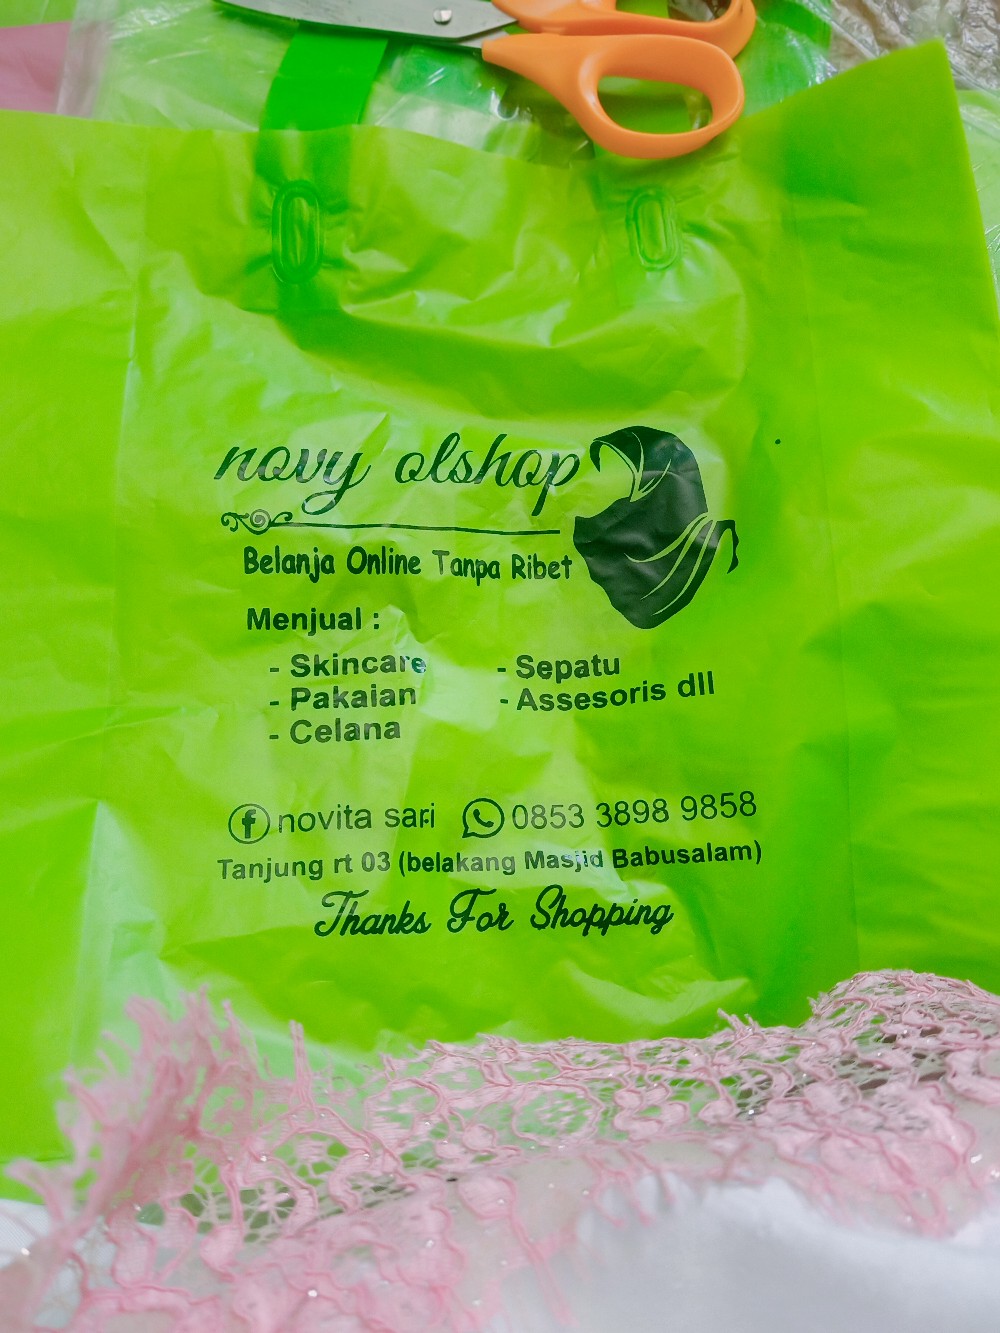 novy olshop
Belanja Online Tanpa Ribet
Menjual :
- Skincare
- Pakaian
- Celana
- Sepatu
- Assesoris dll
novita sari 0853 3898 9858
Tanjung rt 03 (belakang Masjid Babusalam)
Thanks For Shopping